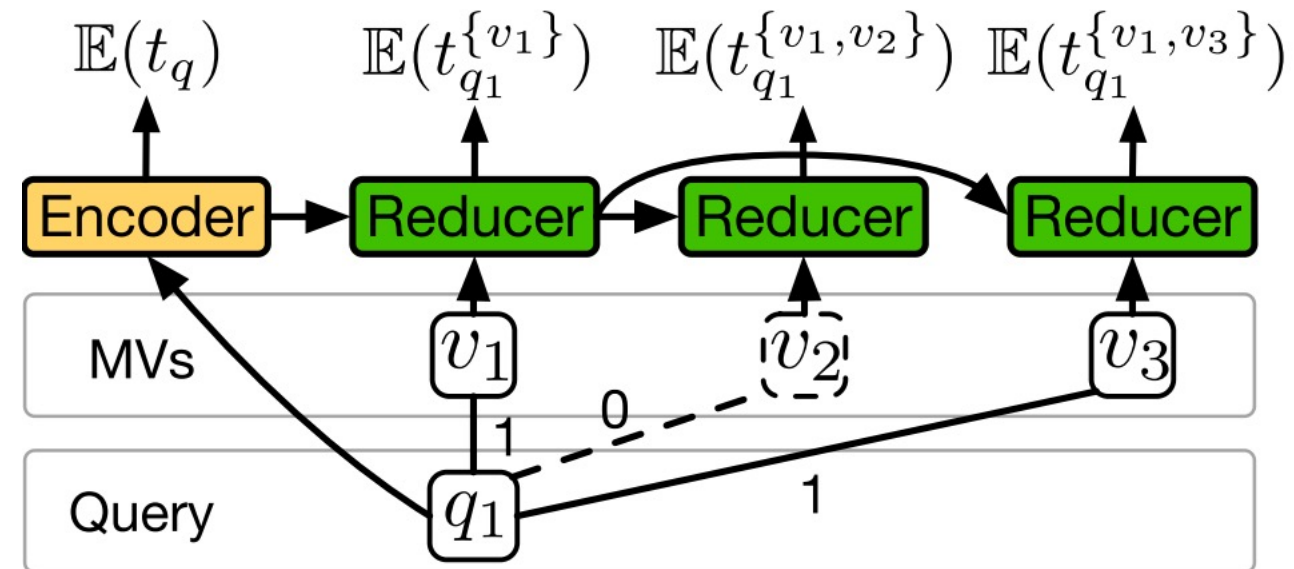 𝔼(t_q) 𝔼(t_{q_1}^{\{v_1\}}) 𝔼(t_{q_1}^{\{v_1,v_2\}}) 𝔼(t_{q_1}^{\{v_1,v_3\}})
Encoder Reducer Reducer Reducer
MVs v_1 v_2 v_3
0
1
1
Query q_1